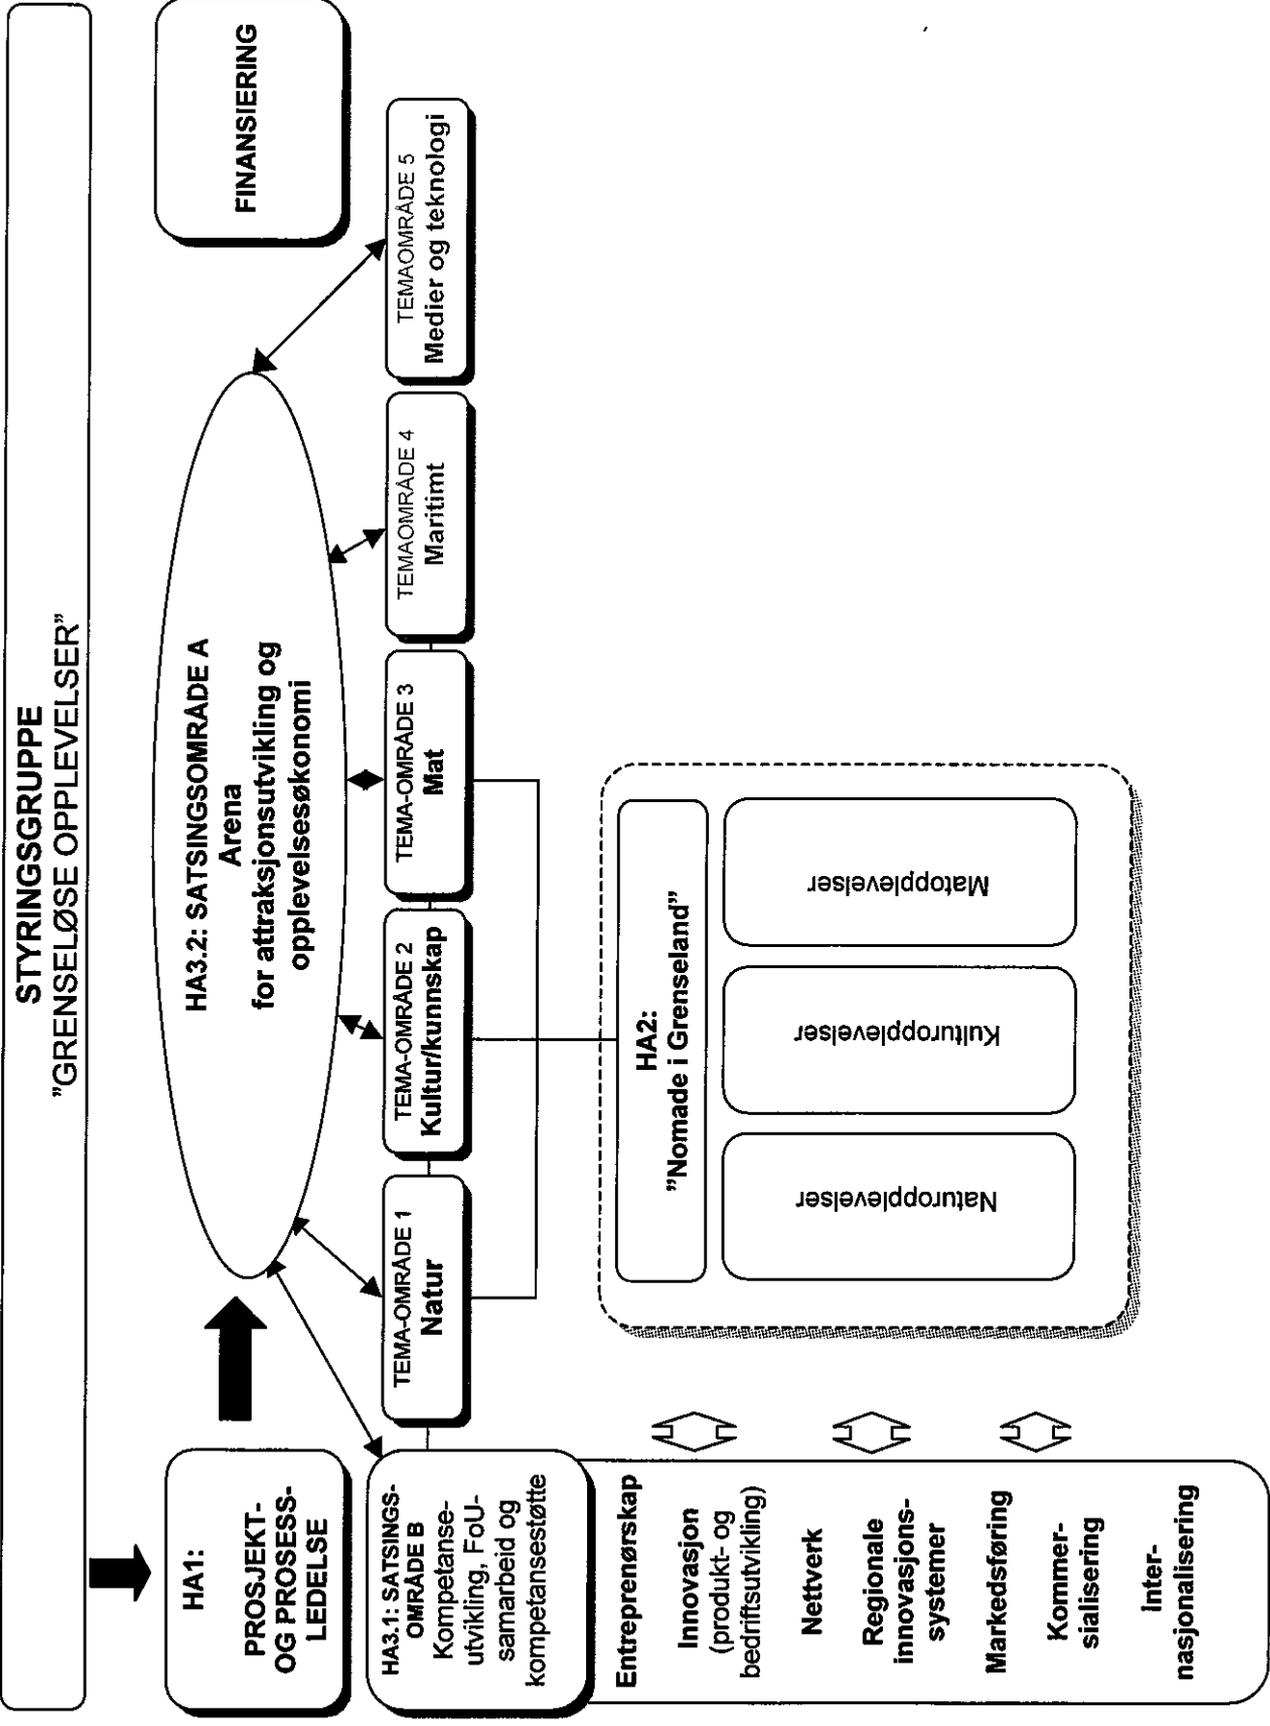 STYRINGSGRUPPE
”GRENSELØSE OPPLEVELSER”
HA1:
PROSJEKT-
OG PROSESS-
LEDELSE
HA3.2: SATSINGSOMRÅDE A
Arena
for attraksjonsutvikling og
opplevelsesøkonomi
FINANSIERING
HA3.1: SATSINGS-
OMRÅDE B
Kompetanse-
utvikling, FoU-
samarbeid og
kompetansestøtte
TEMA-OMRÅDE 1
Natur
TEMA-OMRÅDE 2
Kultur/kunnskap
TEMA-OMRÅDE 3
Mat
TEMAOMRÅDE 4
Maritimt
TEMAOMRÅDE 5
Medier og teknologi
Entreprenørskap
Innovasjon
(produkt- og
bedriftsutvikling)
Nettverk
Regionale
innovasjons-
systemer
Markedsføring
Kommer-
sialisering
Inter-
nasjonalisering
HA2:
”Nomade i Grenseland”
Naturopplevelser
Kulturopplevelser
Matopplevelser